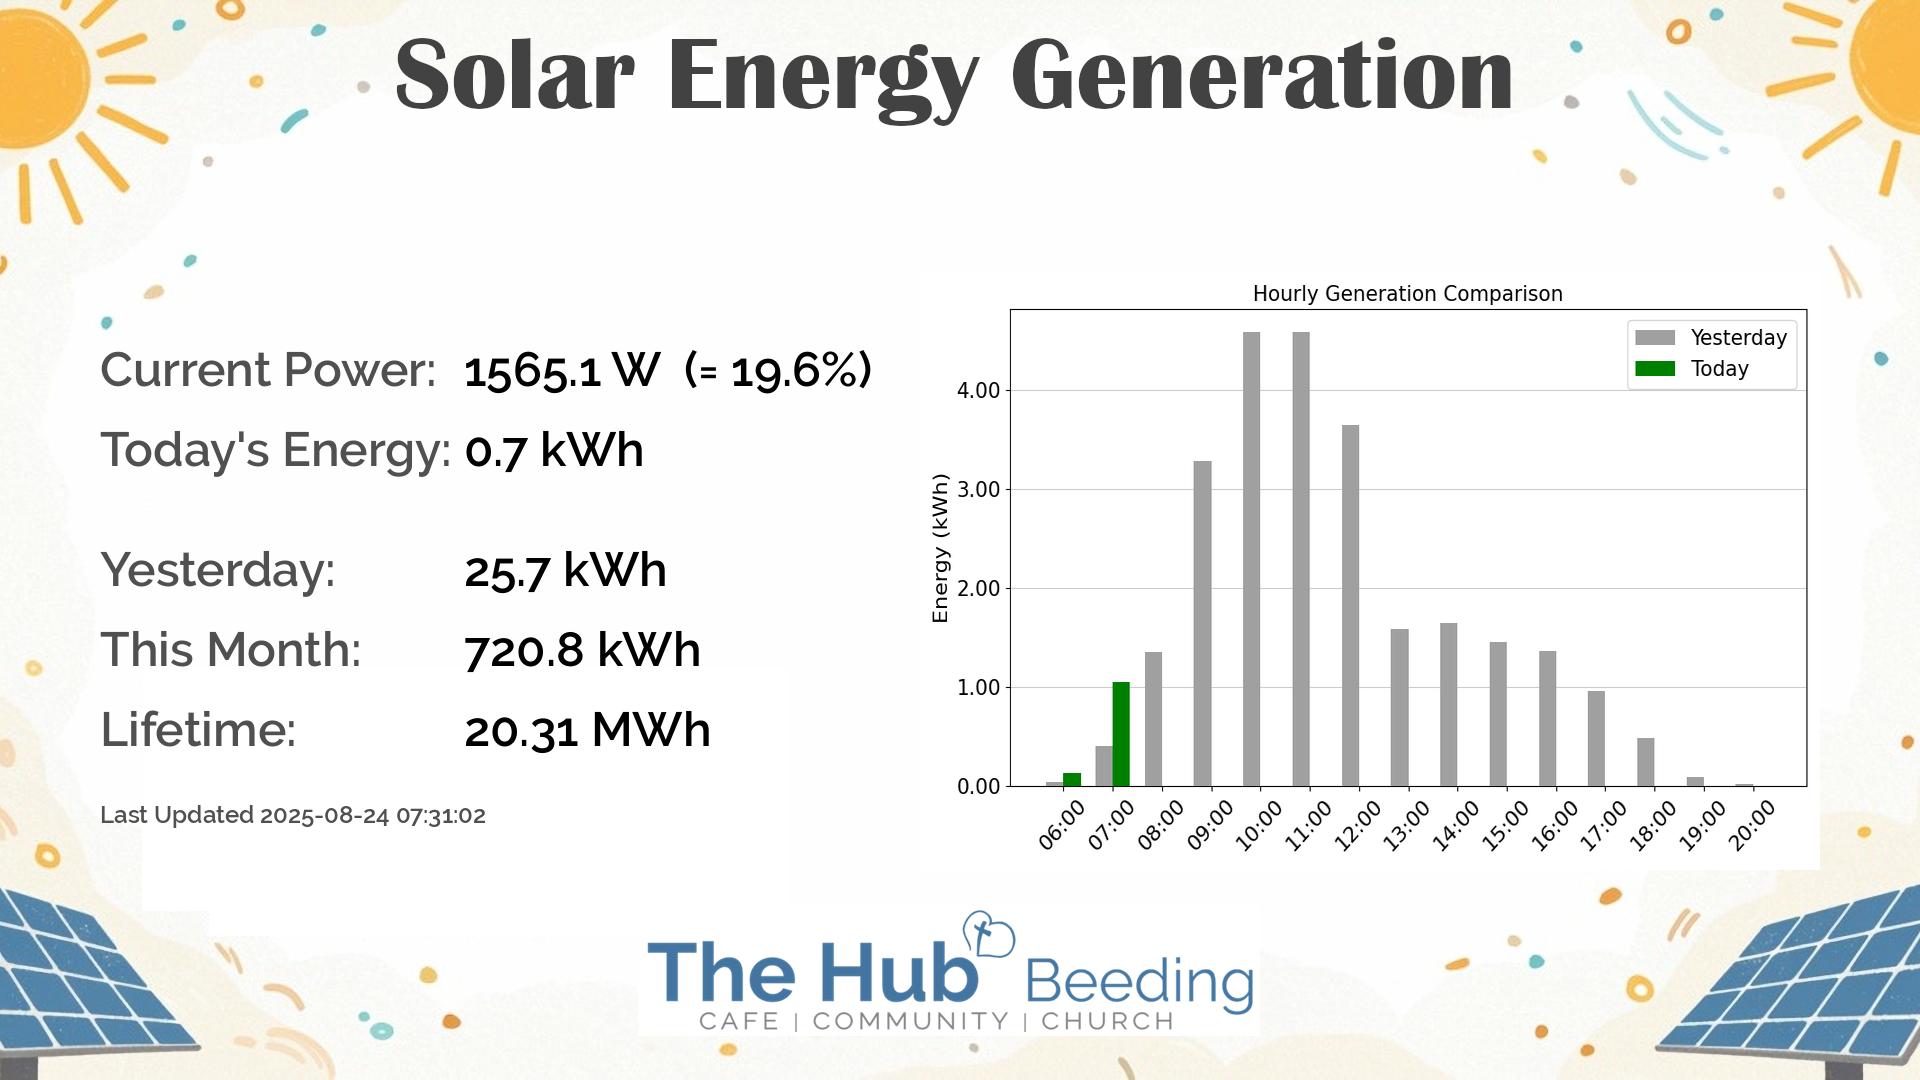 Solar Energy Generation
Current Power: 1565.1 W (= 19.6%)
Today's Energy: 0.7 kWh
Yesterday: 25.7 kWh
This Month: 720.8 kWh
Lifetime: 20.31 MWh
Last Updated 2025-08-24 07:31:02
Hourly Generation Comparison
Yesterday
Today
Energy (kWh)
4.00
3.00
2.00
1.00
0.00
06:00 07:00 08:00 09:00 10:00 11:00 12:00 13:00 14:00 15:00 16:00 17:00 18:00 19:00 20:00
The Hub Beeding
CAFE | COMMUNITY | CHURCH